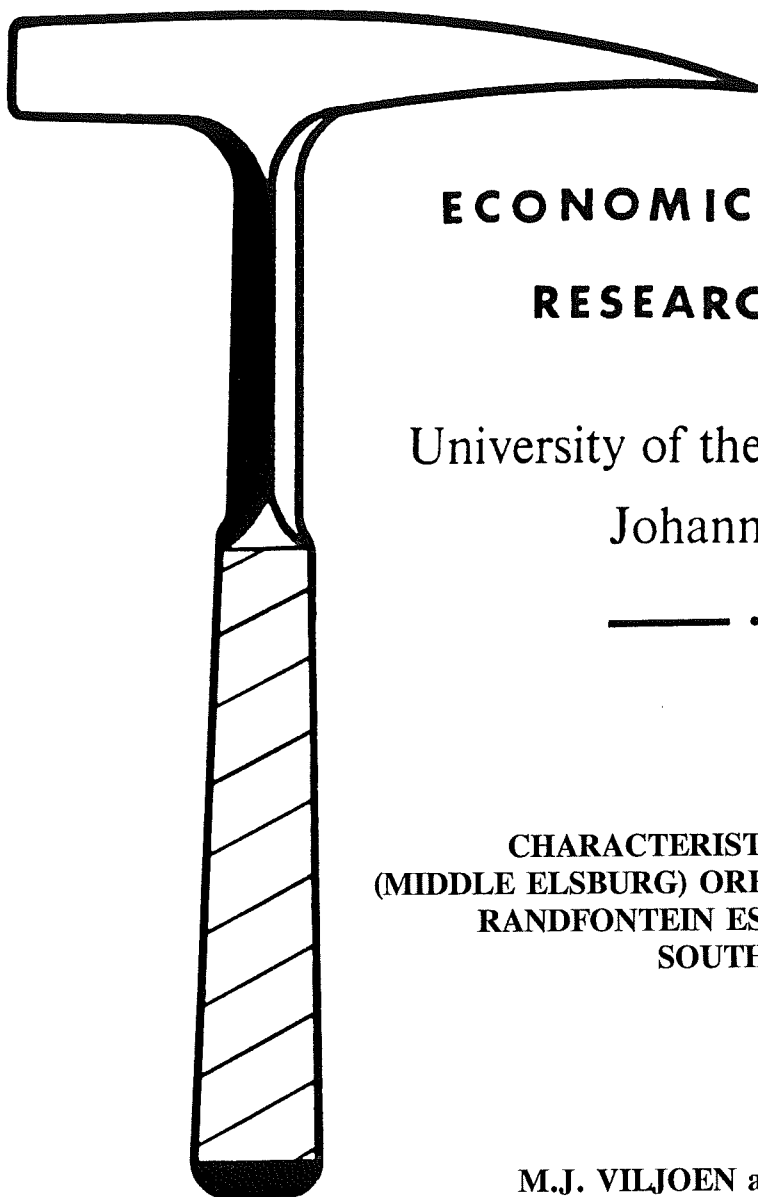 ECONOMIC
RESEARC
University of the
Johann
CHARACTERIST
(MIDDLE ELSBURG) ORE
RANDFONTEIN ES
SOUTH
M.J. VILJOEN a